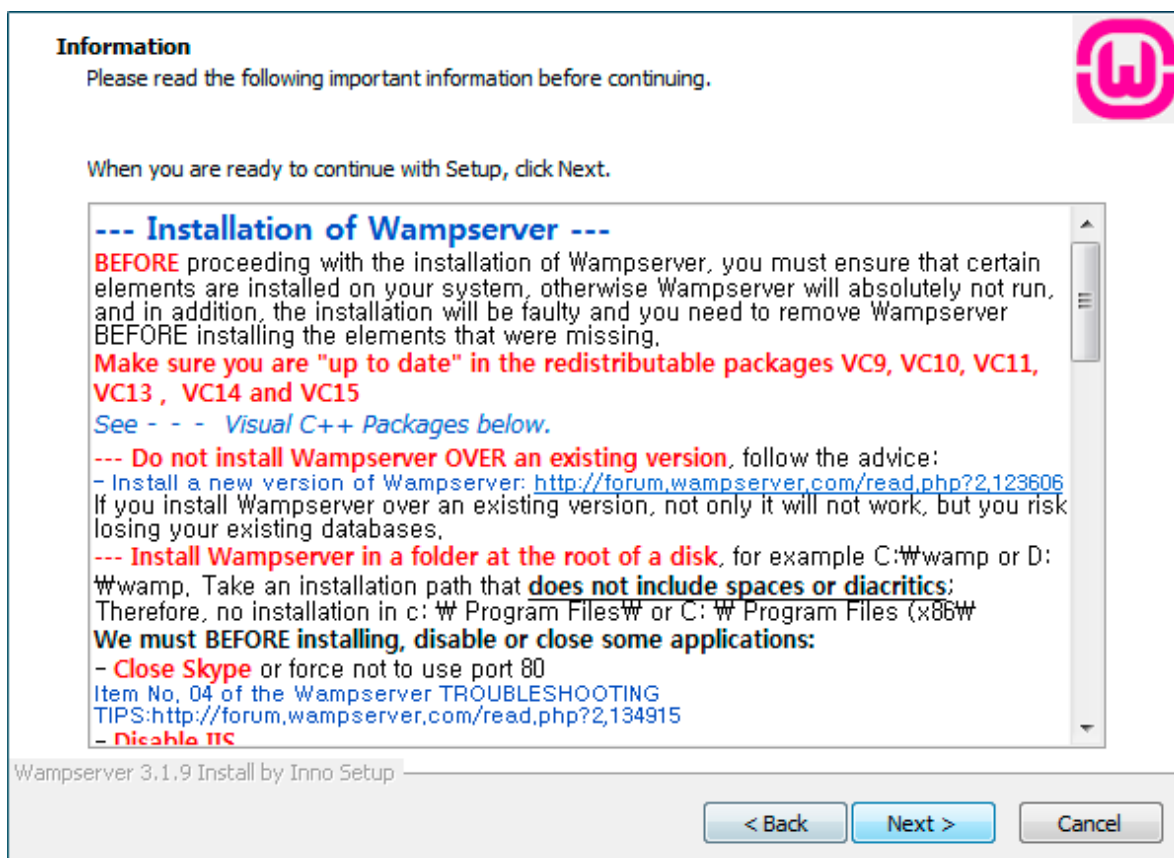 Information
Please read the following important information before continuing.
When you are ready to continue with Setup, click Next.
--- Installation of Wampserver ---
BEFORE proceeding with the installation of Wampserver, you must ensure that certain
elements are installed on your system, otherwise Wampserver will absolutely not run,
and in addition, the installation will be faulty and you need to remove Wampserver
BEFORE installing the elements that were missing.
Make sure you are "up to date" in the redistributable packages VC9, VC10, VC11,
VC13 , VC14 and VC15
See - - - Visual C++ Packages below.
--- Do not install Wampserver OVER an existing version, follow the advice:
- Install a new version of Wampserver: http://forum.wampserver.com/read.php?2,123606
If you install Wampserver over an existing version, not only it will not work, but you risk
losing your existing databases.
--- Install Wampserver in a folder at the root of a disk, for example C:₩wamp or D:
₩wamp. Take an installation path that does not include spaces or diacritics;
Therefore, no installation in c: ₩ Program Files₩ or C: ₩ Program Files (x86₩
We must BEFORE installing, disable or close some applications:
- Close Skype or force not to use port 80
Item No. 04 of the Wampserver TROUBLESHOOTING
TIPS:http://forum.wampserver.com/read.php?2,134915
- Disable IIS
Wampserver 3.1.9 Install by Inno Setup
< Back
Next >
Cancel